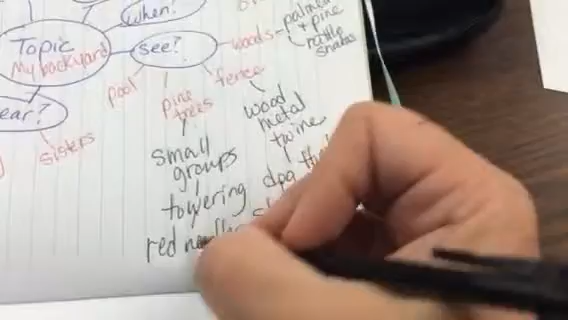 when?
Topic
My backyard
see?
woods-
palmetto
+ pine
rattle
snakes
ear?
pool
pine
trees
fence
sisters
wood
metal
twine
small
groups
towering
red